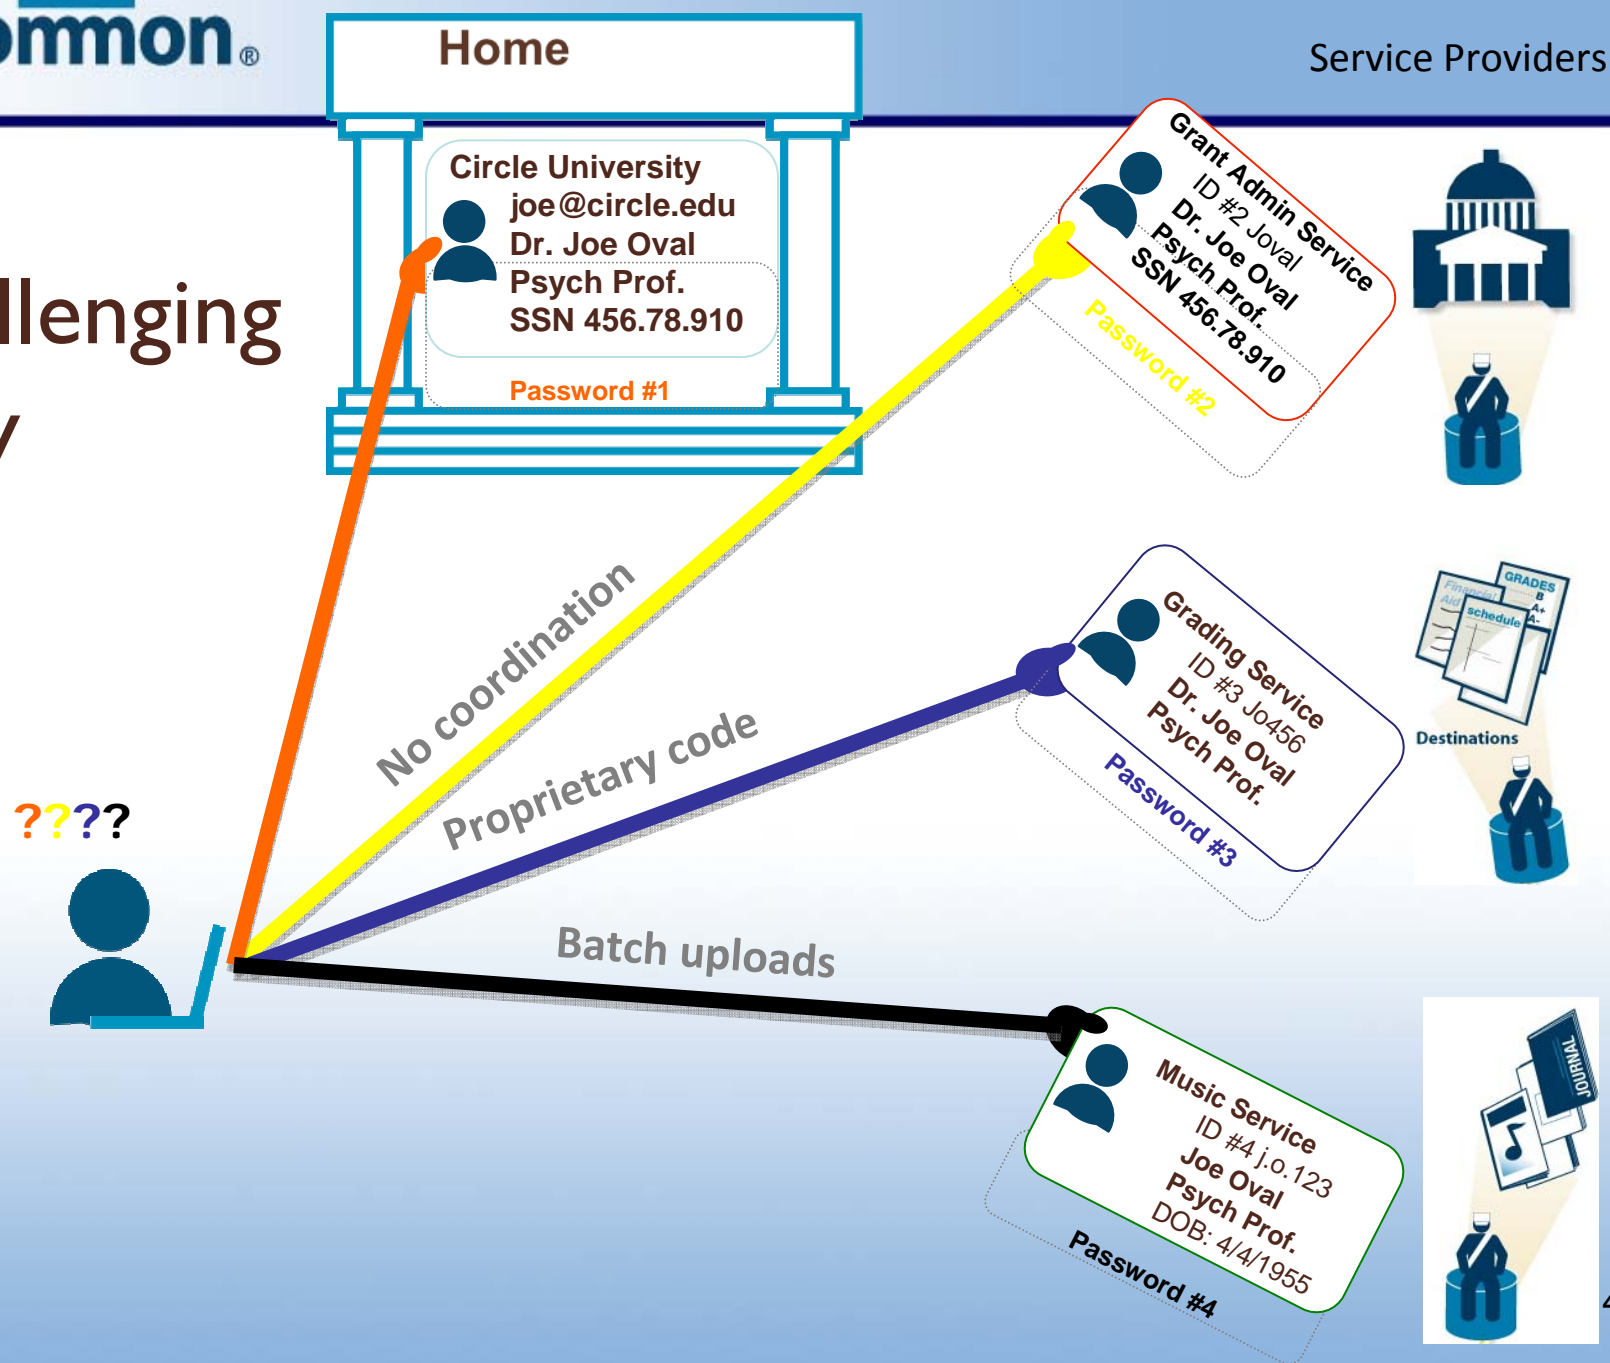 ommon®
Home
Service Providers
llenging
y
Circle University
joe@circle.edu
Dr. Joe Oval
Psych Prof.
SSN 456.78.910
Password #1
Grant Admin Service
ID #2 Joval
Dr. Joe Oval
Psych Prof.
SSN 456.78.910
Password #2
No coordination
Grading Service
ID #3 Jo456
Dr. Joe Oval
Psych Prof.
Password #3
Financial
Aid
schedule
GRADES
B
A+
A-
Destinations
Proprietary code
????
Batch uploads
Music Service
ID #4 j.o.123
Joe Oval
Psych Prof.
DOB: 4/4/1955
Password #4
JOURNAL